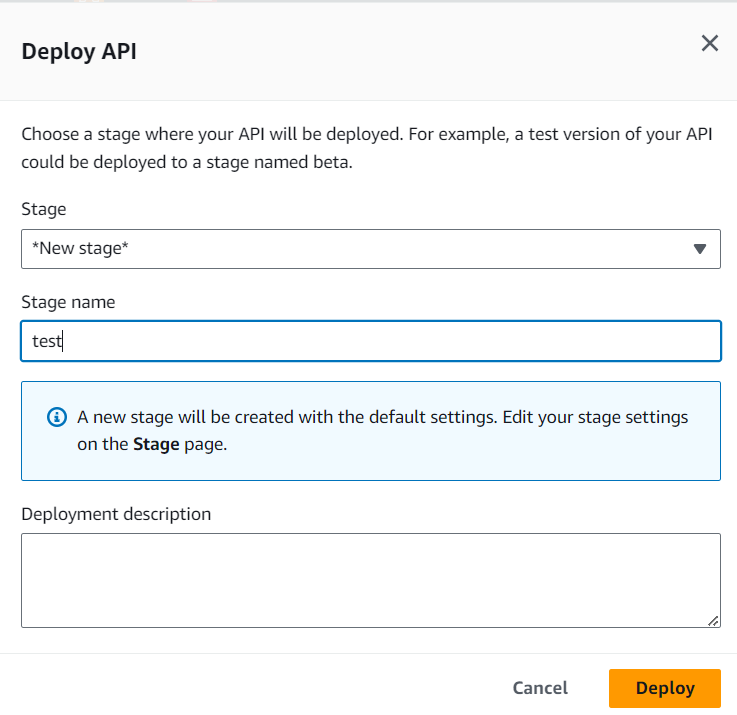 Deploy API
Choose a stage where your API will be deployed. For example, a test version of your API
could be deployed to a stage named beta.
Stage
*New stage*
Stage name
test
A new stage will be created with the default settings. Edit your stage settings
on the Stage page.
Deployment description
Cancel
Deploy